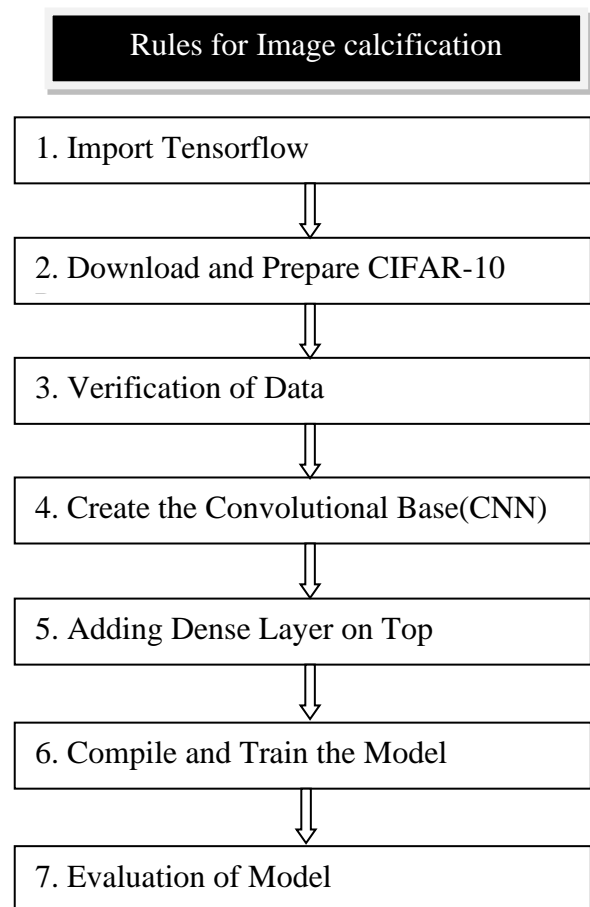 Rules for Image calcification
1. Import Tensorflow
2. Download and Prepare CIFAR-10
3. Verification of Data
4. Create the Convolutional Base(CNN)
5. Adding Dense Layer on Top
6. Compile and Train the Model
7. Evaluation of Model